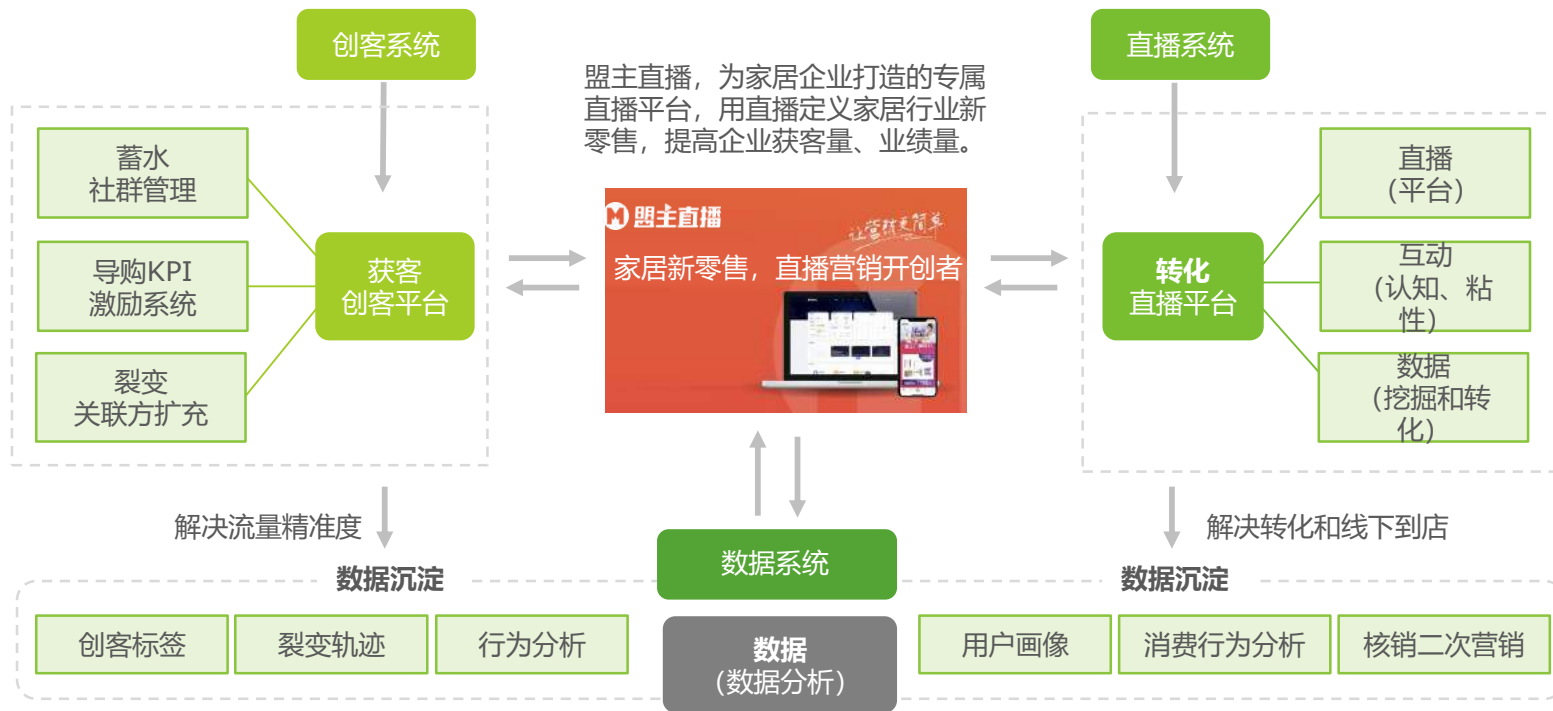 创客系统
直播系统
盟主直播，为家居企业打造的专属
直播平台，用直播定义家居行业新
零售，提高企业获客量、业绩量。
蓄水
社群管理
导购KPI
激励系统
裂变
关联方扩充
获客
创客平台
盟主直播
让营销更简单
家居新零售，直播营销开创者
转化
直播平台
直播
（平台）
互动
（认知、粘
性）
数据
（挖掘和转
化）
解决流量精准度
解决转化和线下到店
数据系统
数据沉淀
创客标签
裂变轨迹
行为分析
数据
（数据分析）
数据沉淀
用户画像
消费行为分析
核销二次营销